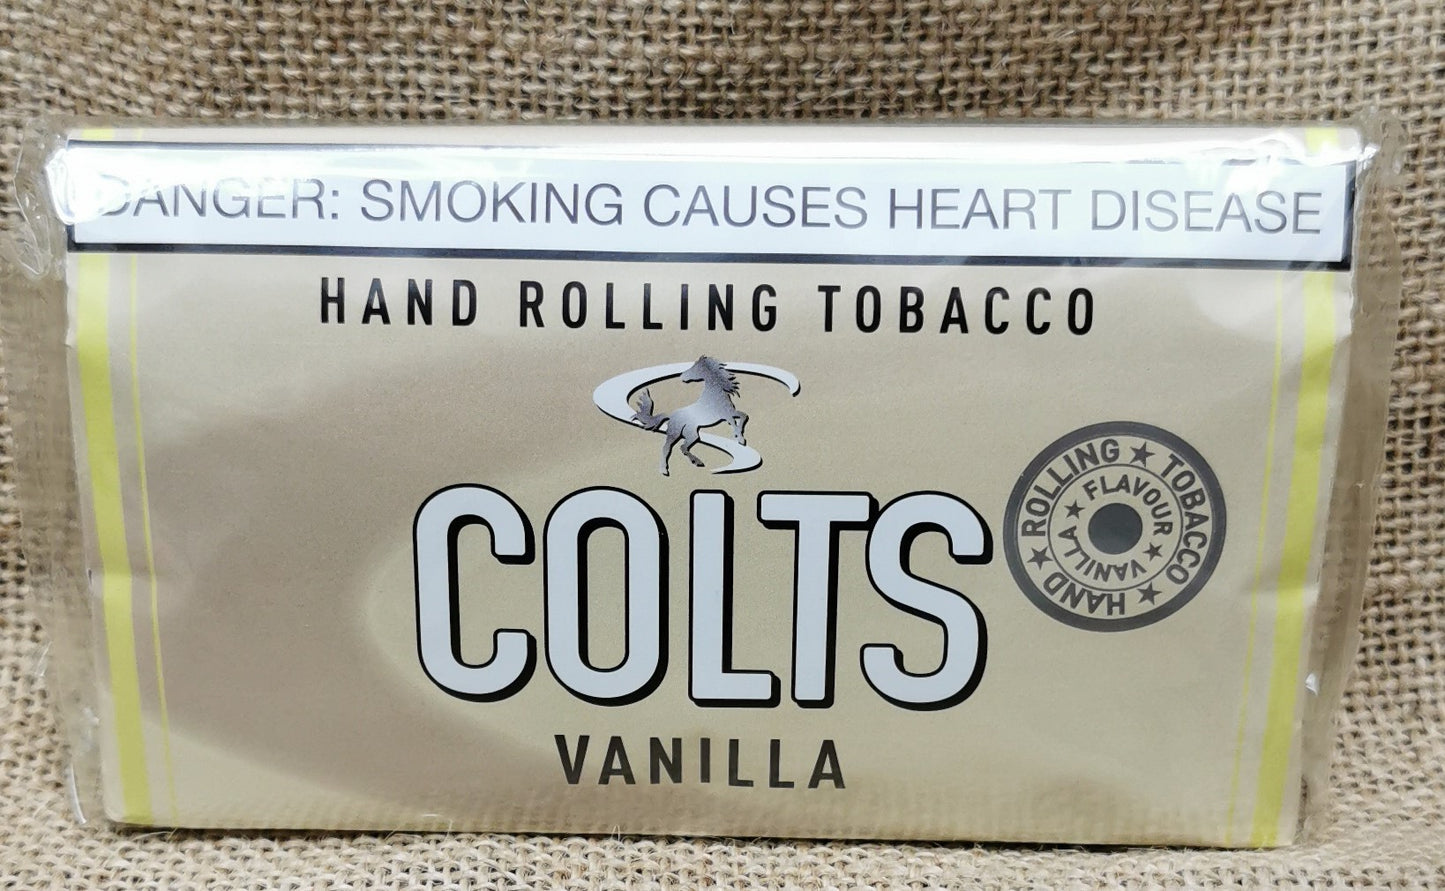 DANGER: SMOKING CAUSES HEART DISEASE
HAND ROLLING TOBACCO
COLTS
HAND ★ ROLLING ★ TOBACCO ★
VANILLA ★ FLAVOUR ★
VANILLA